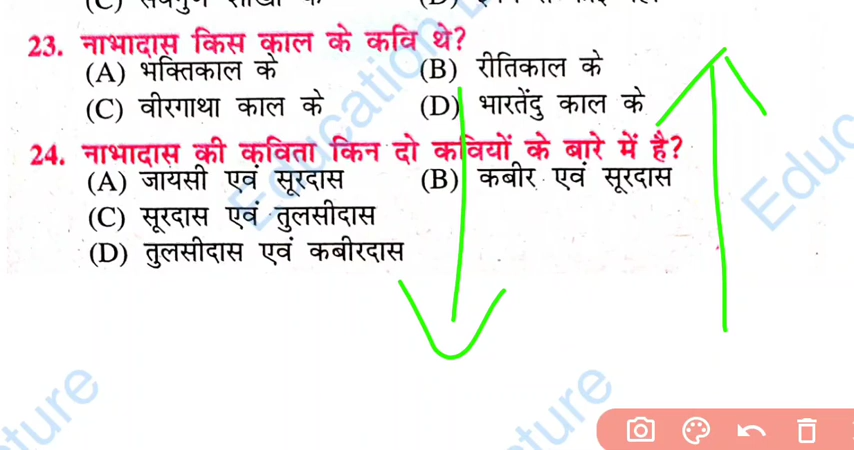 23. नाभादास किस काल के कवि थे?
(A) भक्तिकाल के (B) रीतिकाल के
(C) वीरगाथा काल के (D) भारतेंदु काल के
24. नाभादास की कविता किन दो कवियों के बारे में है?
(A) जायसी एवं सूरदास (B) कबीर एवं सूरदास
(C) सूरदास एवं तुलसीदास
(D) तुलसीदास एवं कबीरदास